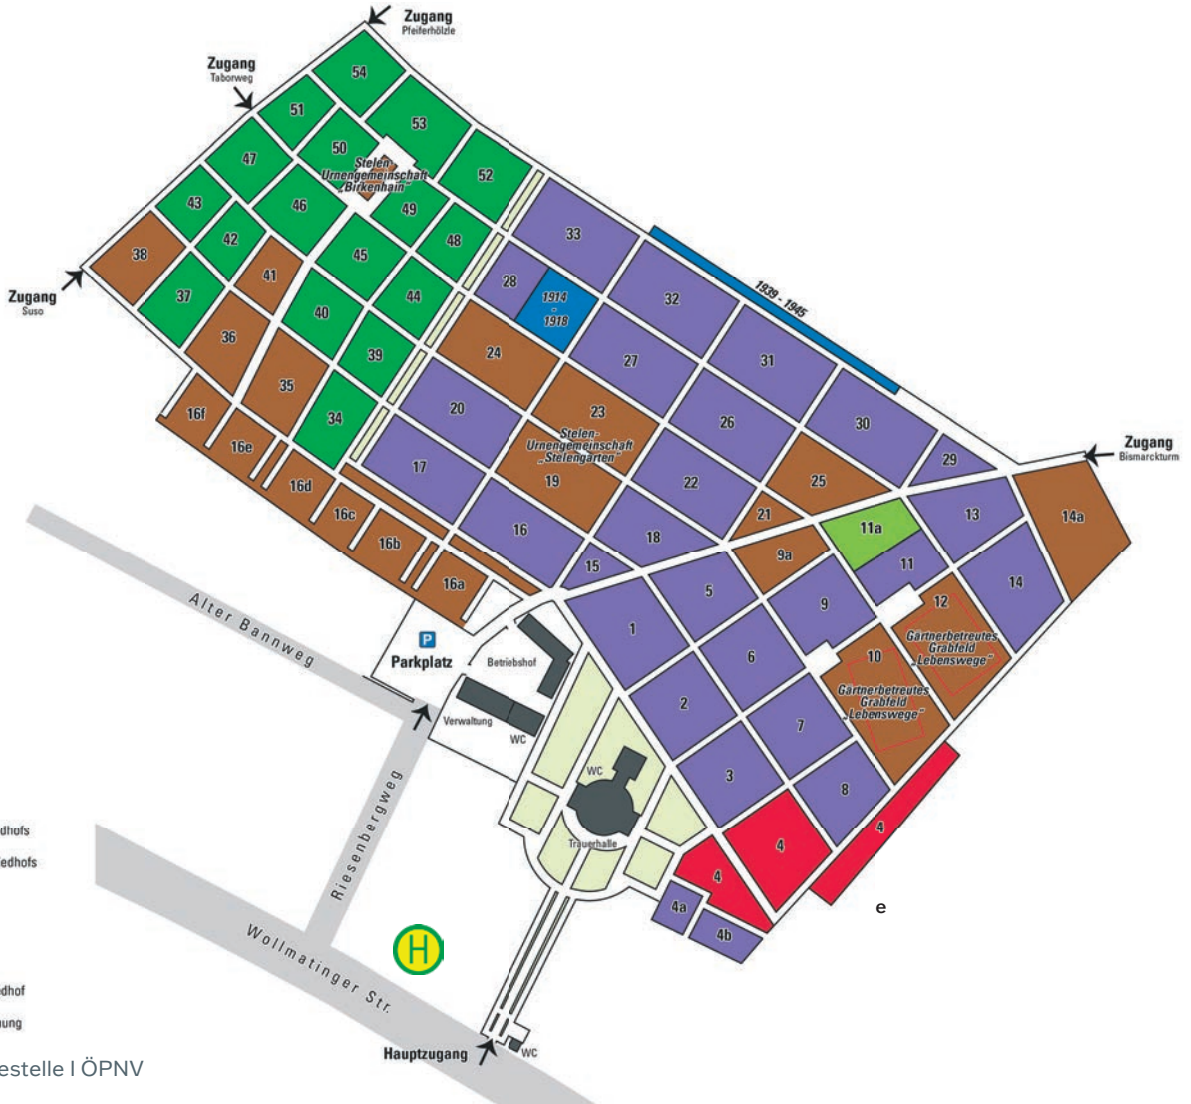 Zugang
Pfeiferhölzle
Zugang
Taborweg
54
51
53
50
47
Stelen-
Urnengemeinschaft
„Birkenhain“
52
43
46
49
33
42
48
38
45
41
28
1914
-
1918
32
1939 - 1945
Zugang
Suso
37
44
40
36
39
24
27
31
35
20
23
26
30
16f
34
Stelen-
Urnengemeinschaft
„Stelengarten“
Zugang
Bismarckturm
16e
17
29
19
22
25
16d
21
13
14a
16c
16
18
11a
16b
9a
11
15
16a
5
14
9
12
1
P
Parkplatz
Gärtnerbetreutes
Grabfeld
„Lebenswege“
Alter Bannweg
Betriebshof
6
10
Gärtnerbetreutes
Grabfeld
„Lebenswege“
2
Verwaltung
WC
7
WC
3
8
Riesenbergweg
dhofs
4
4
Trauerhalle
edhofs
4
4a
e
4b
H
Wollmatinger Str.
dhof
nung
Hauptzugang
WC
estelle I ÖPNV